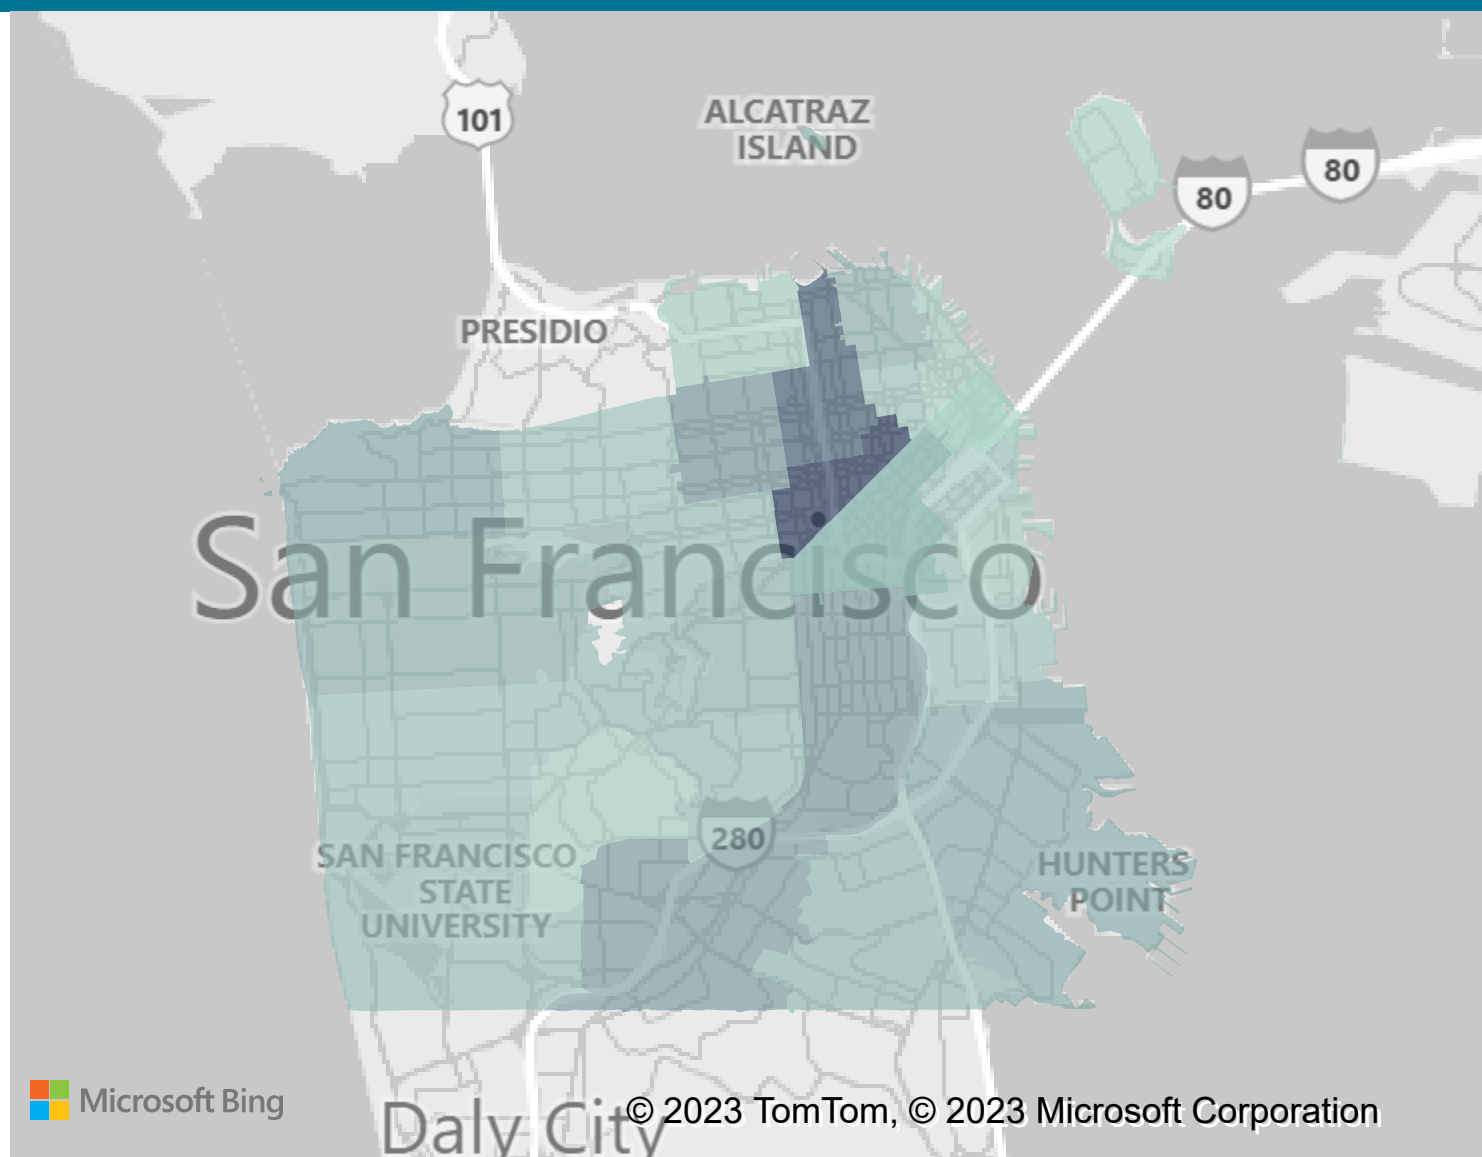 101
ALCATRAZ
ISLAND
80
80
PRESIDIO
San Francisco
280
SAN FRANCISCO
STATE
UNIVERSITY
HUNTERS
POINT
Microsoft Bing
Daly City
© 2023 TomTom, © 2023 Microsoft Corporation